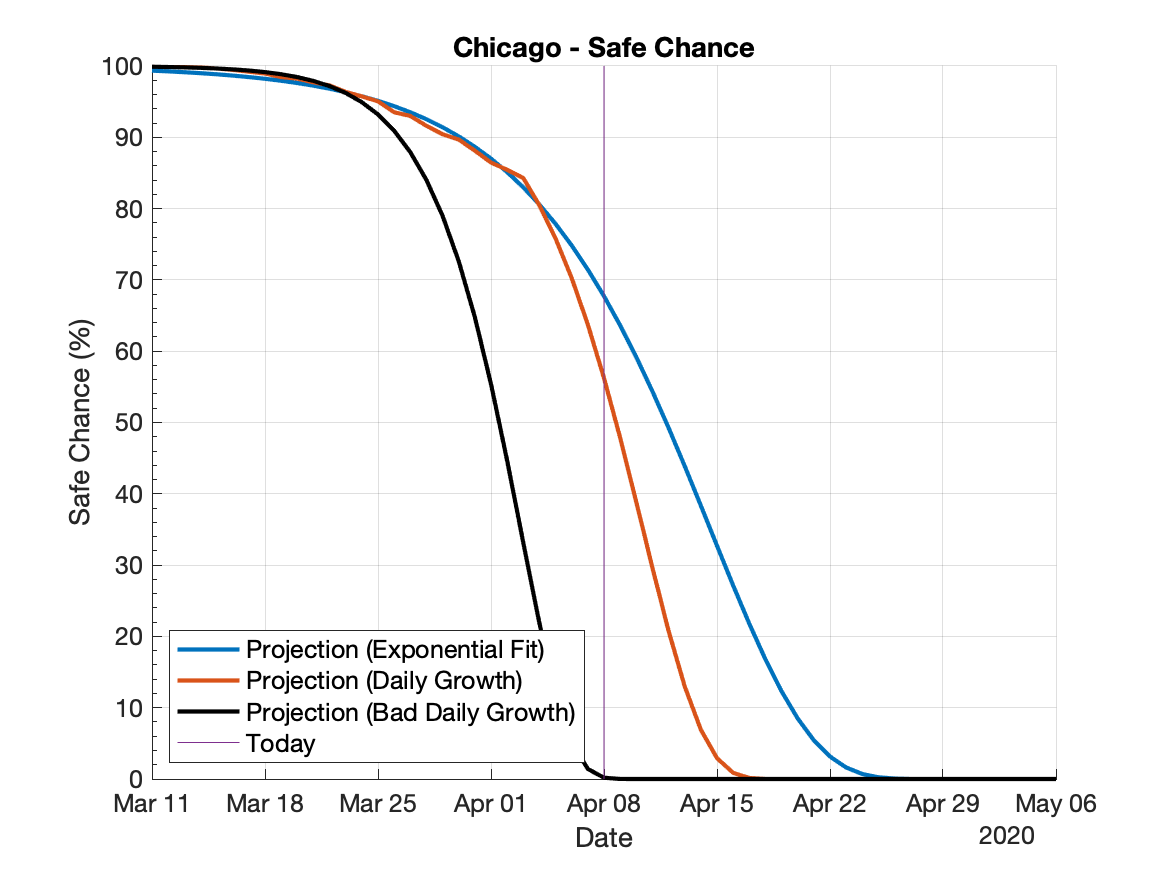 Chicago - Safe Chance
100
90
80
70
60
50
40
30
20
10
0
Safe Chance (%)
Projection (Exponential Fit)
Projection (Daily Growth)
Projection (Bad Daily Growth)
Today
Mar 11 Mar 18 Mar 25 Apr 01 Apr 08 Apr 15 Apr 22 Apr 29 May 06
Date
2020